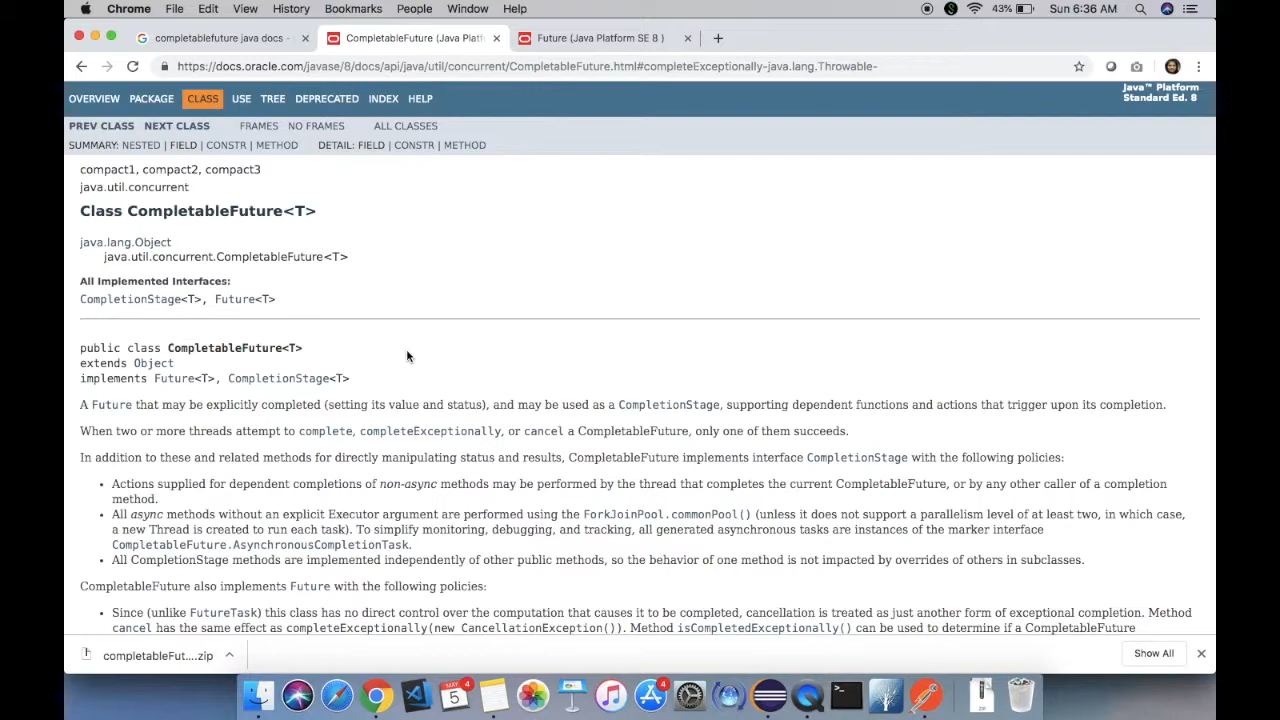 Chrome File Edit View History Bookmarks People Window Help 43% Sun 6:36 AM
completablefuture java docs - CompletableFuture (Java Platf Future (Java Platform SE 8 )
https://docs.oracle.com/javase/8/docs/api/java/util/concurrent/CompletableFuture.html#completeExceptionally-java.lang.Throwable-
OVERVIEW PACKAGE CLASS USE TREE DEPRECATED INDEX HELP
Java™ Platform
Standard Ed. 8
PREV CLASS NEXT CLASS FRAMES NO FRAMES ALL CLASSES
SUMMARY: NESTED | FIELD | CONSTR | METHOD DETAIL: FIELD | CONSTR | METHOD
compact1, compact2, compact3
java.util.concurrent
Class CompletableFuture<T>
java.lang.Object
java.util.concurrent.CompletableFuture<T>
All Implemented Interfaces:
CompletionStage<T>, Future<T>
public class CompletableFuture<T>
extends Object
implements Future<T>, CompletionStage<T>
A Future that may be explicitly completed (setting its value and status), and may be used as a CompletionStage, supporting dependent functions and actions that trigger upon its completion.
When two or more threads attempt to complete, completeExceptionally, or cancel a CompletableFuture, only one of them succeeds.
In addition to these and related methods for directly manipulating status and results, CompletableFuture implements interface CompletionStage with the following policies:
• Actions supplied for dependent completions of non-async methods may be performed by the thread that completes the current CompletableFuture, or by any other caller of a completion
method.
• All async methods without an explicit Executor argument are performed using the ForkJoinPool.commonPool() (unless it does not support a parallelism level of at least two, in which case,
a new Thread is created to run each task). To simplify monitoring, debugging, and tracking, all generated asynchronous tasks are instances of the marker interface
CompletableFuture.AsynchronousCompletionTask.
• All CompletionStage methods are implemented independently of other public methods, so the behavior of one method is not impacted by overrides of others in subclasses.
CompletableFuture also implements Future with the following policies:
• Since (unlike FutureTask) this class has no direct control over the computation that causes it to be completed, cancellation is treated as just another form of exceptional completion. Method
cancel has the same effect as completeExceptionally(new CancellationException()). Method isCompletedExceptionally() can be used to determine if a CompletableFuture
completableFut....zip Show All
MAY 4 4
5